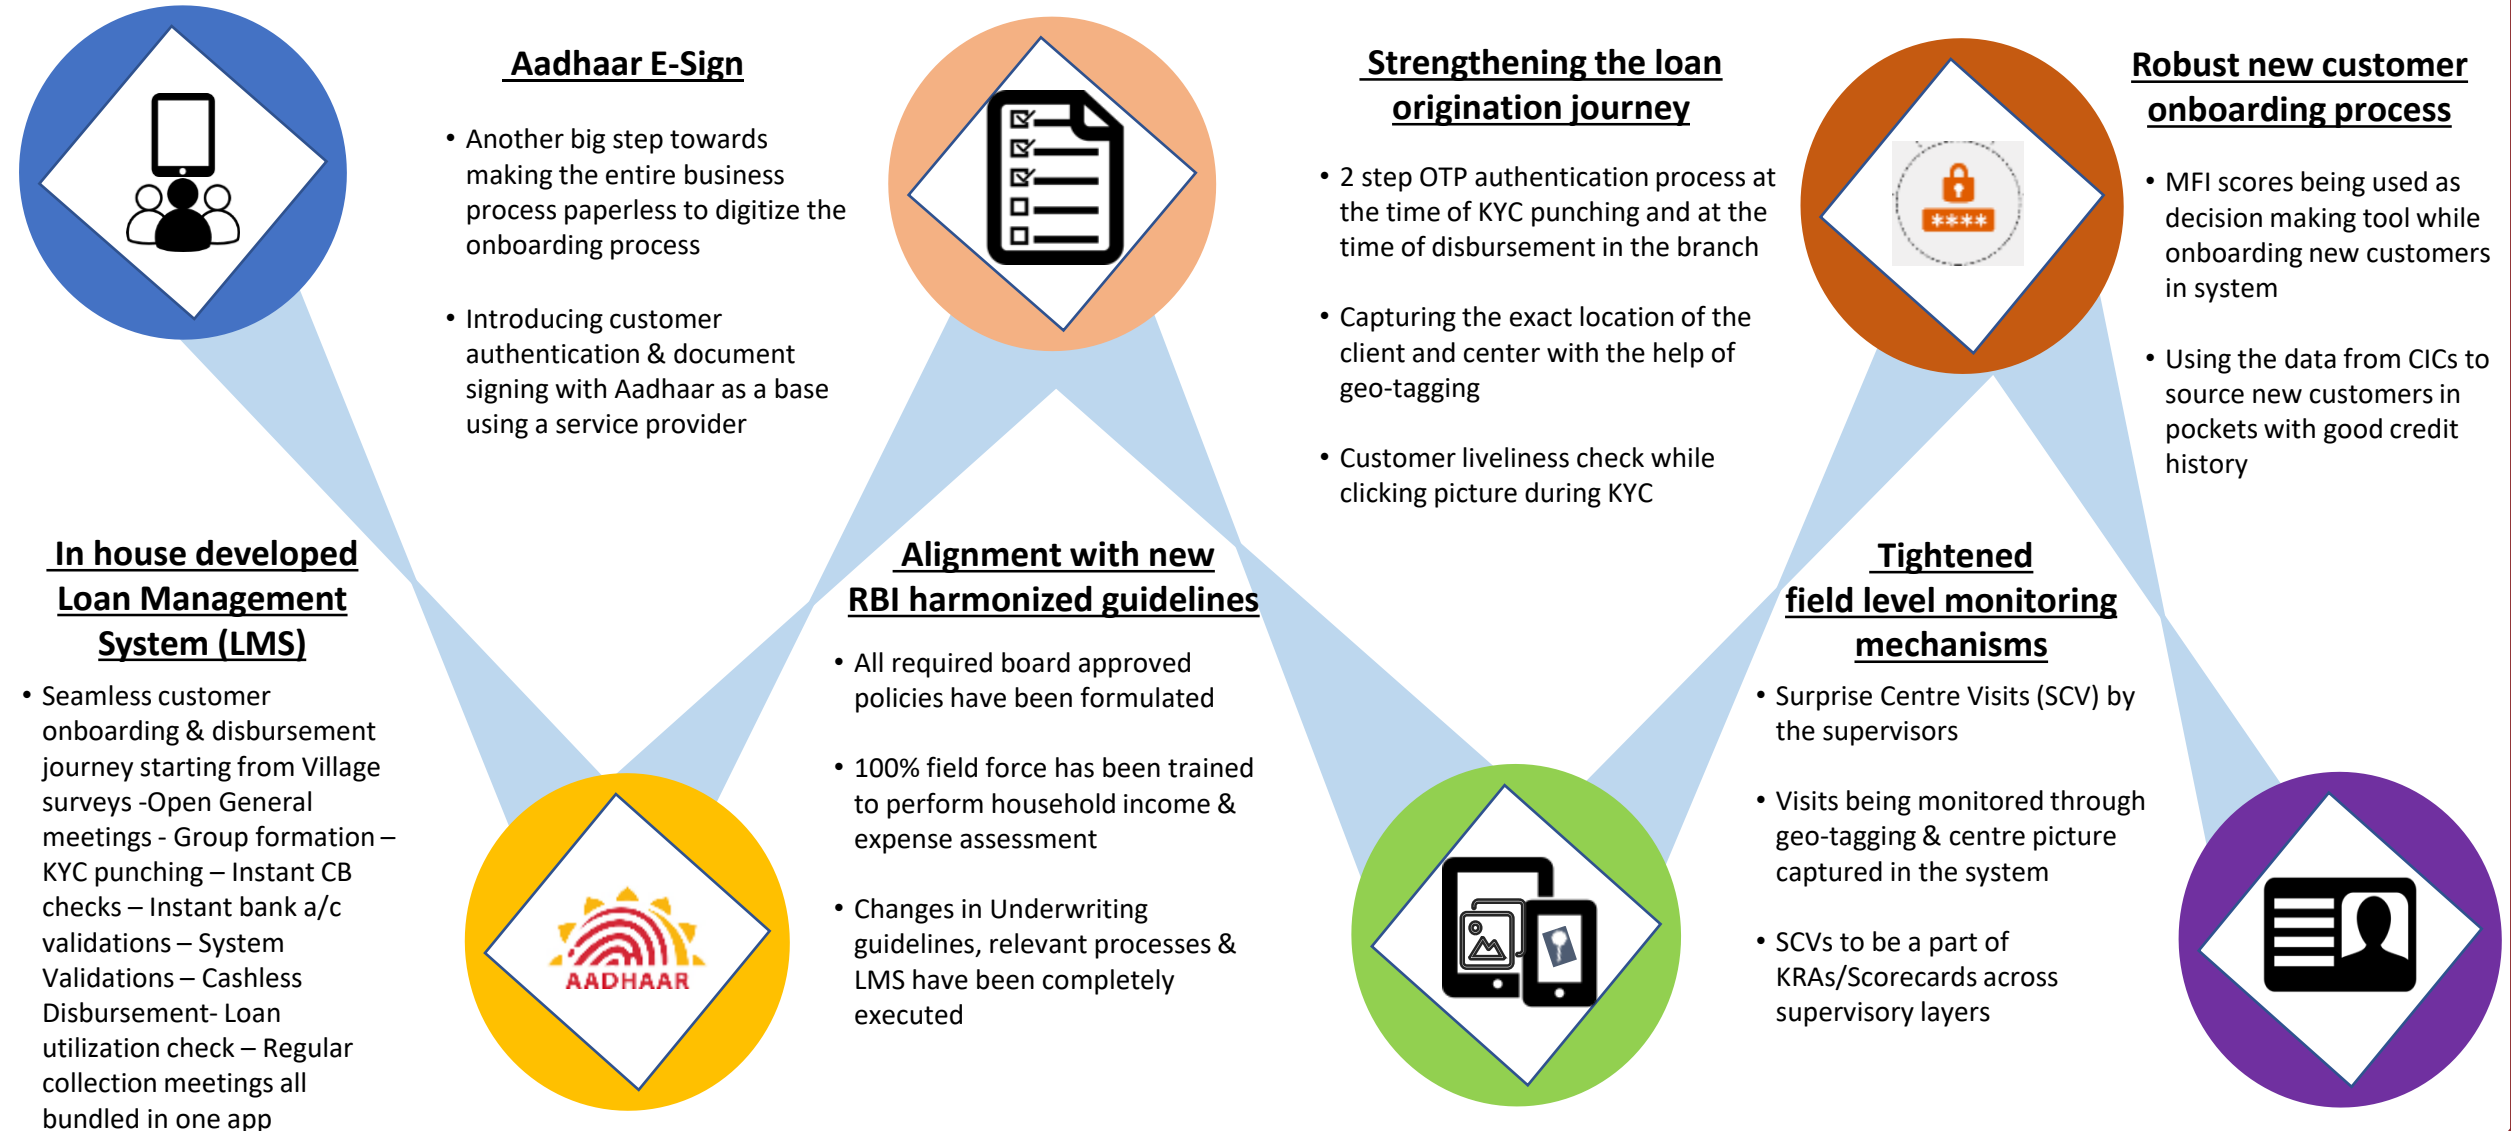 Aadhaar E-Sign
• Another big step towards
making the entire business
process paperless to digitize the
onboarding process
• Introducing customer
authentication & document
signing with Aadhaar as a base
using a service provider
Strengthening the loan
origination journey
• 2 step OTP authentication process at
the time of KYC punching and at the
time of disbursement in the branch
• Capturing the exact location of the
client and center with the help of
geo-tagging
• Customer liveliness check while
clicking picture during KYC
****
Robust new customer
onboarding process
• MFI scores being used as
decision making tool while
onboarding new customers
in system
• Using the data from CICs to
source new customers in
pockets with good credit
history
In house developed
Loan Management
System (LMS)
• Seamless customer
onboarding & disbursement
journey starting from Village
surveys -Open General
meetings - Group formation –
KYC punching – Instant CB
checks – Instant bank a/c
validations – System
Validations – Cashless
Disbursement- Loan
utilization check – Regular
collection meetings all
bundled in one app
AADHAAR
Alignment with new
RBI harmonized guidelines
• All required board approved
policies have been formulated
• 100% field force has been trained
to perform household income &
expense assessment
• Changes in Underwriting
guidelines, relevant processes &
LMS have been completely
executed
Tightened
field level monitoring
mechanisms
• Surprise Centre Visits (SCV) by
the supervisors
• Visits being monitored through
geo-tagging & centre picture
captured in the system
• SCVs to be a part of
KRAs/Scorecards across
supervisory layers